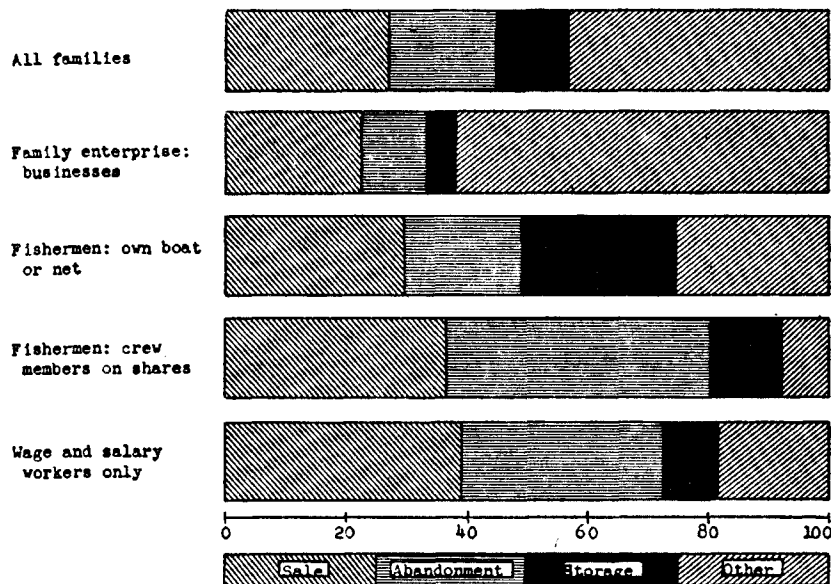 All families
Family enterprise:
businesses
Fishermen: own boat
or net
Fishermen: crew
members on shares
Wage and salary
workers only
0 20 40 60 80 100
Sale Abandonment Storage Other